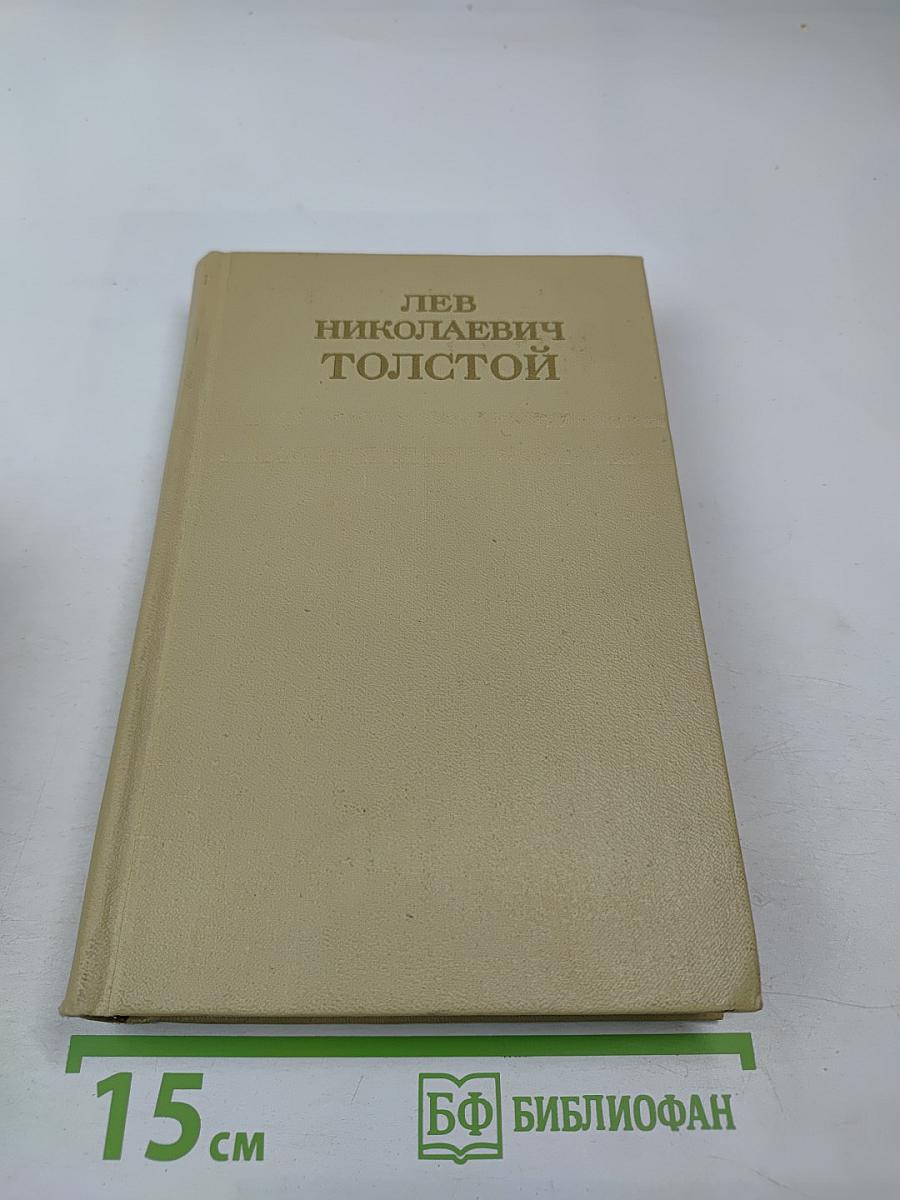 ЛЕВ
НИКОЛАЕВИЧ
ТОЛСТОЙ
15 см
БФ БИБЛИОФАН